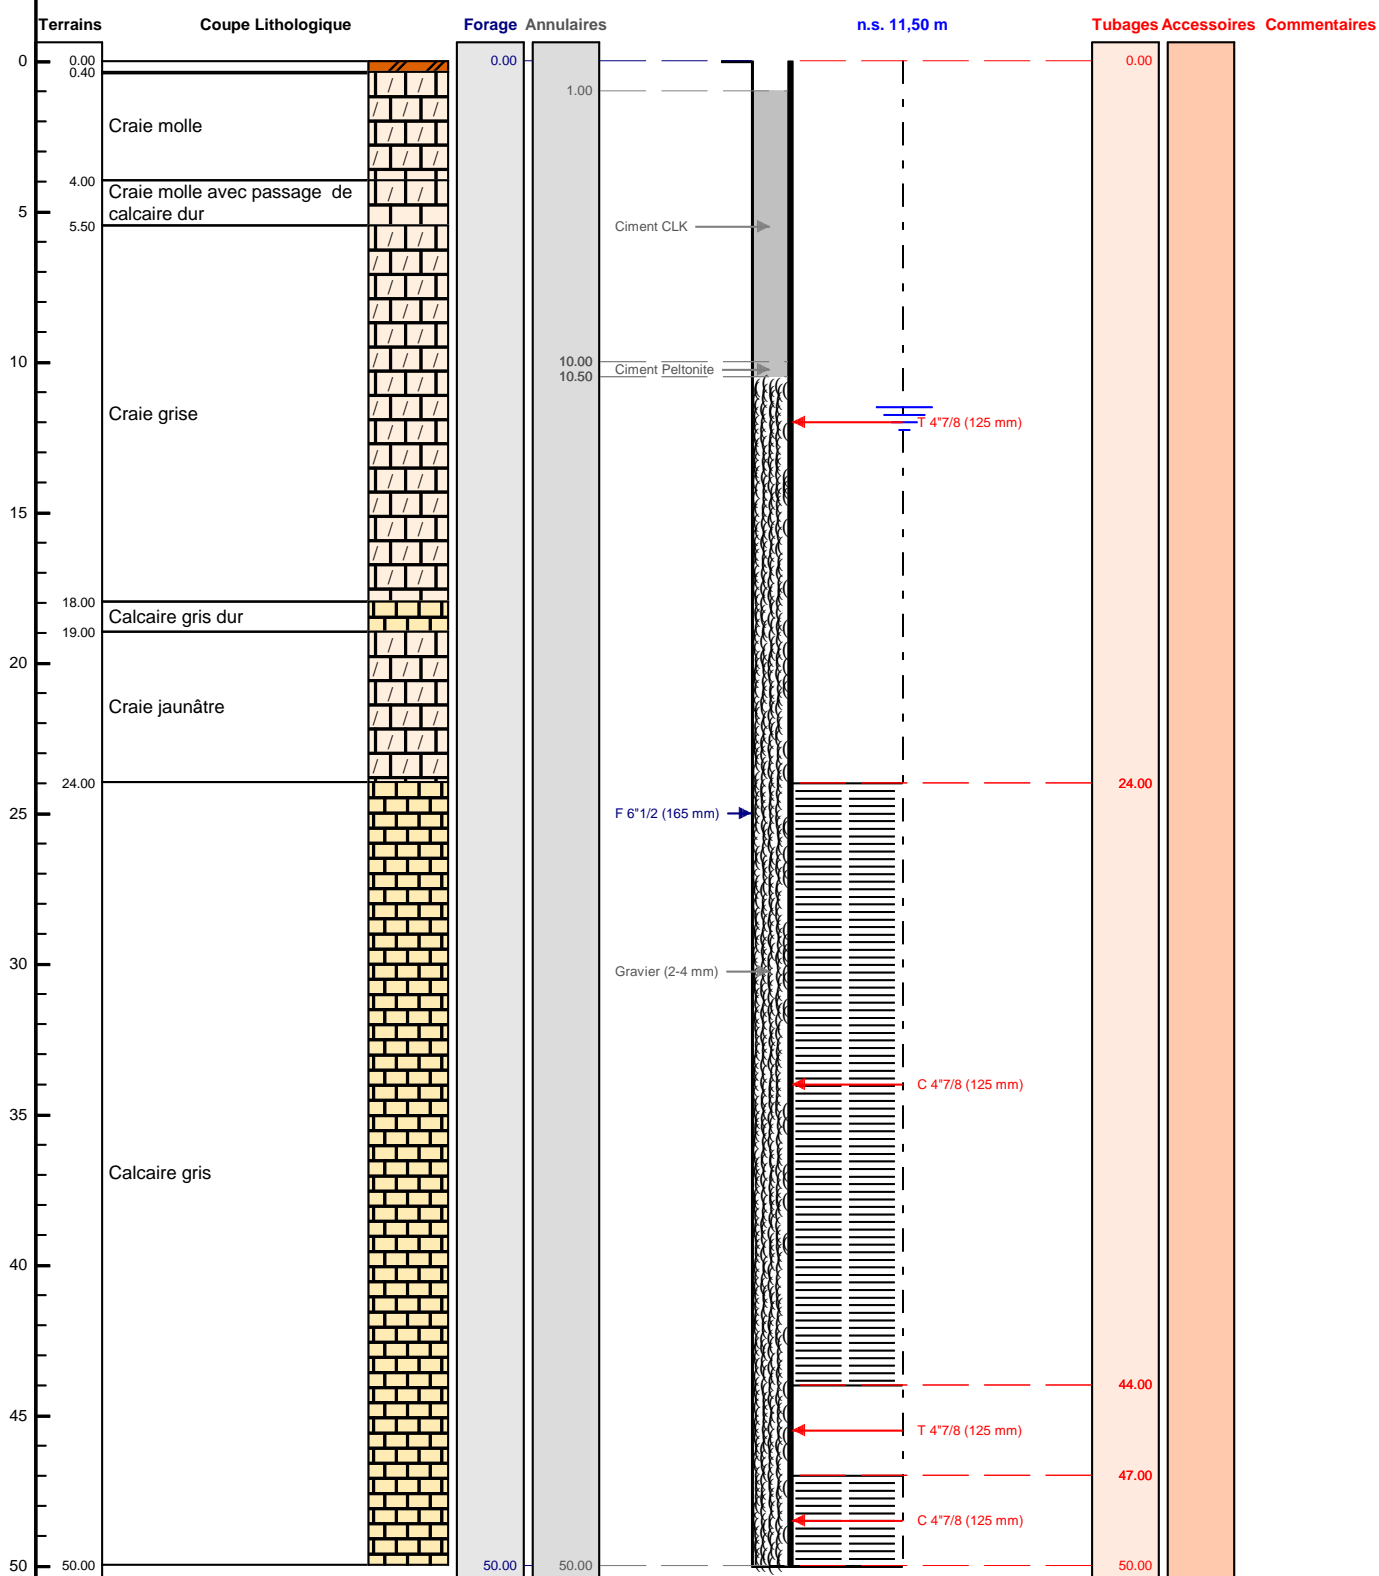 Terrains Coupe Lithologique Forage Annulaires n.s. 11,50 m Tubages Accessoires Commentaires
0 0.00 0.00 0.00
0.40
1.00
Craie molle
4.00
Craie molle avec passage de
calcaire dur
5
5.50 Ciment CLK
10 10.00
Ciment Peltonite
10.50
Craie grise T 4"7/8 (125 mm)
15
18.00
Calcaire gris dur
19.00
20
Craie jaunâtre
24.00 24.00
25 F 6"1/2 (165 mm)
30 Gravier (2-4 mm)
C 4"7/8 (125 mm)
35
Calcaire gris
40
44.00
45 T 4"7/8 (125 mm)
47.00
C 4"7/8 (125 mm)
50 50.00 50.00 50.00 50.00